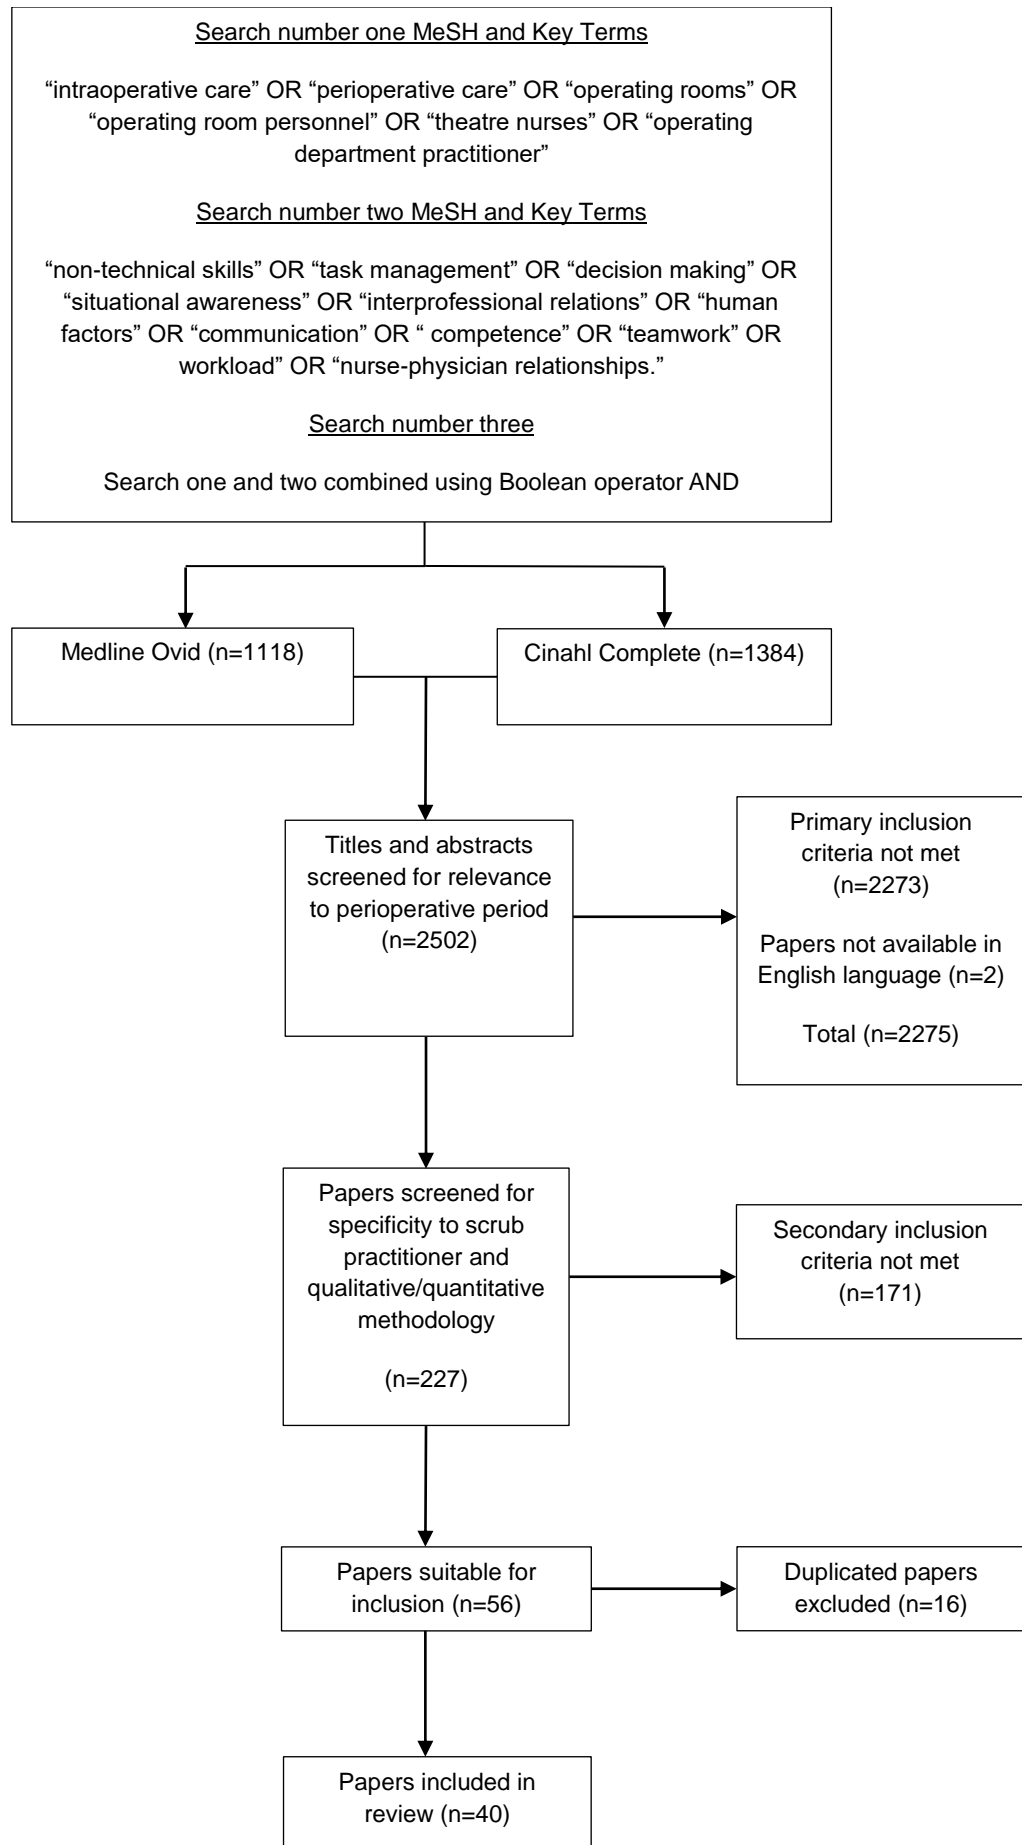 Search number one MeSH and Key Terms
“intraoperative care” OR “perioperative care” OR “operating rooms” OR
“operating room personnel” OR “theatre nurses” OR “operating
department practitioner”
Search number two MeSH and Key Terms
“non-technical skills” OR “task management” OR “decision making” OR
“situational awareness” OR “interprofessional relations” OR “human
factors” OR “communication” OR “ competence” OR “teamwork” OR
workload” OR “nurse-physician relationships.”
Search number three
Search one and two combined using Boolean operator AND
Medline Ovid (n=1118)
Cinahl Complete (n=1384)
Titles and abstracts
screened for relevance
to perioperative period
(n=2502)
Primary inclusion
criteria not met
(n=2273)
Papers not available in
English language (n=2)
Total (n=2275)
Papers screened for
specificity to scrub
practitioner and
qualitative/quantitative
methodology
(n=227)
Secondary inclusion
criteria not met
(n=171)
Papers suitable for
inclusion (n=56)
Duplicated papers
excluded (n=16)
Papers included in
review (n=40)